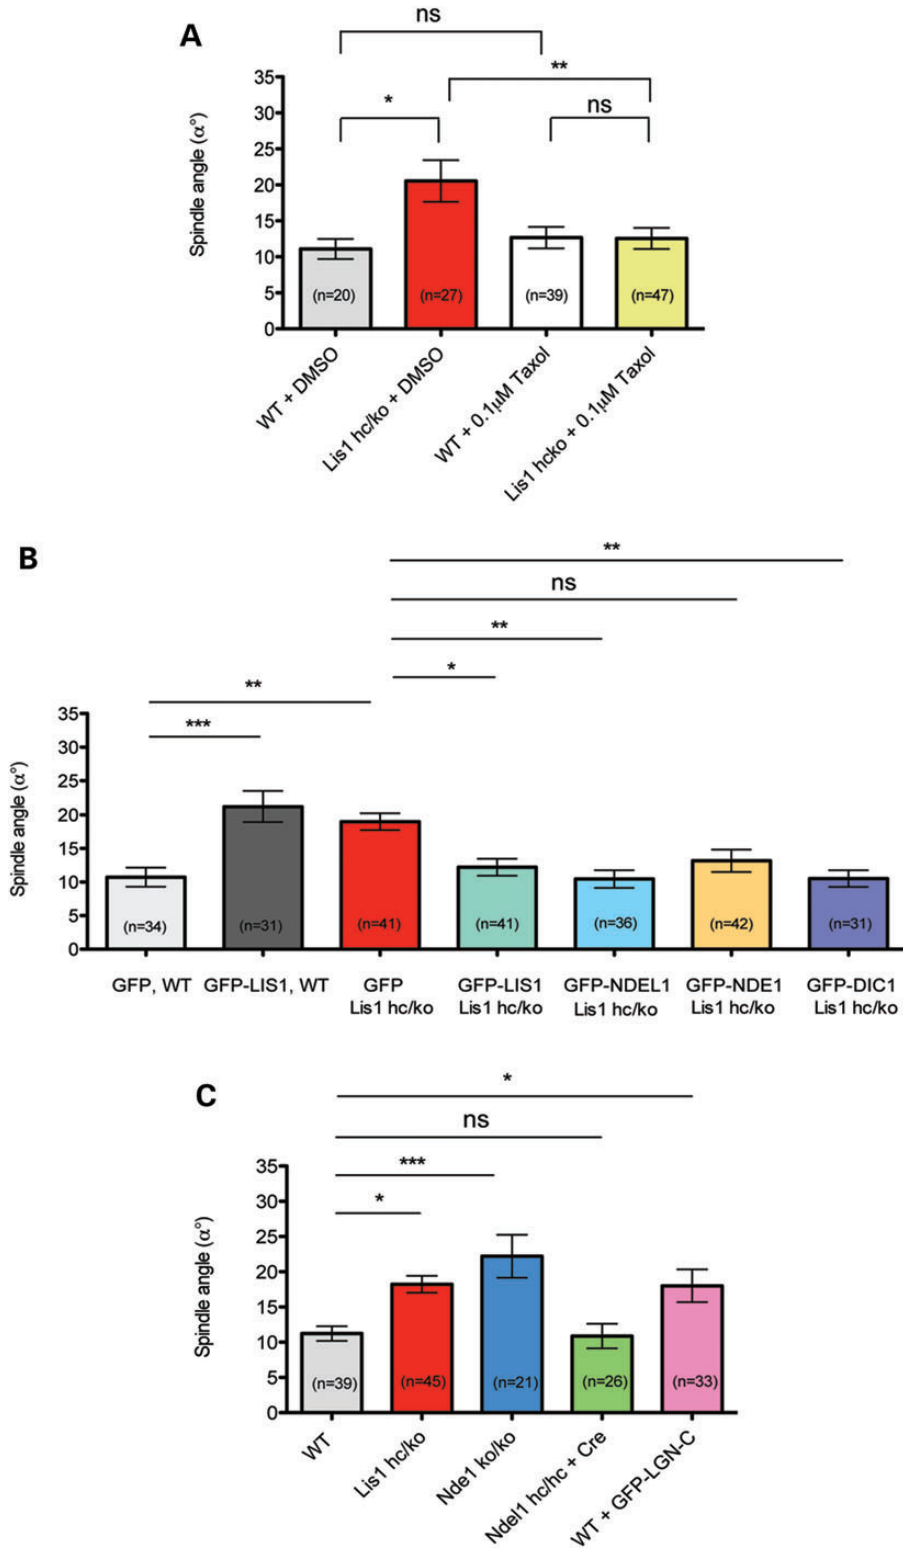 A
ns
**
*
ns
Spindle angle (α°)
35
30
25
20
15
10
5
0
(n=20)
(n=27)
(n=39)
(n=47)
WT + DMSO
Lis1 hc/ko + DMSO
WT + 0.1μM Taxol
Lis1 hcko + 0.1μM Taxol
B
**
ns
**
*
**
***
Spindle angle (α°)
35
30
25
20
15
10
5
0
(n=34)
(n=31)
(n=41)
(n=41)
(n=36)
(n=42)
(n=31)
GFP, WT
GFP-LIS1, WT
GFP
Lis1 hc/ko
GFP-LIS1
Lis1 hc/ko
GFP-NDEL1
Lis1 hc/ko
GFP-NDE1
Lis1 hc/ko
GFP-DIC1
Lis1 hc/ko
C
*
ns
***
*
Spindle angle (α°)
35
30
25
20
15
10
5
0
(n=39)
(n=45)
(n=21)
(n=26)
(n=33)
WT
Lis1 hc/ko
Nde1 ko/ko
Ndel1 hc/hc + Cre
WT + GFP-LGN-C